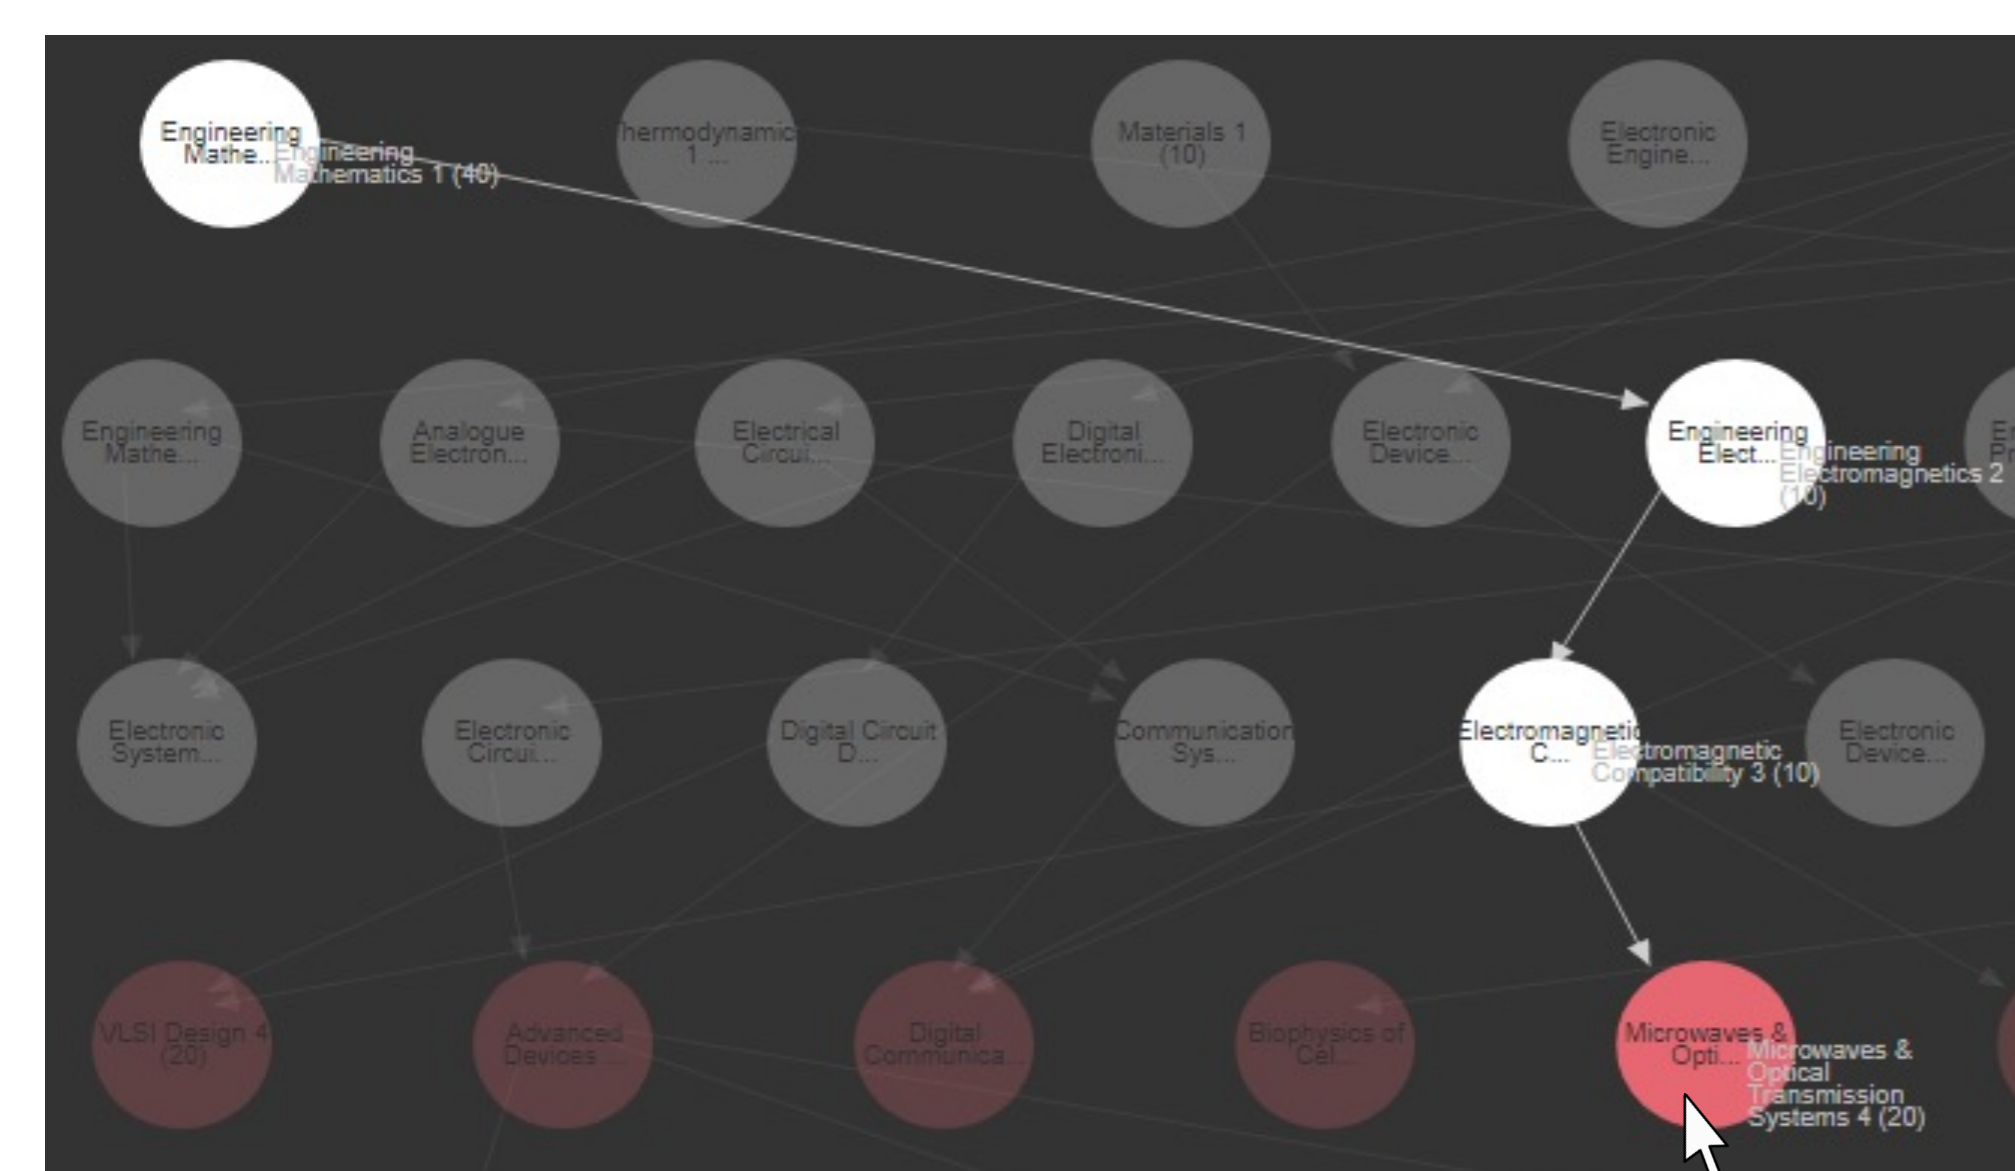 Engineering
Mathe...
Engineering
Mathematics 1 (40)
hermodynamic
1 ...
Materials 1
(10)
Electronic
Engine...
Engineering
Mathe...
Analogue
Electron...
Electrical
Circui...
Digital
Electroni...
Electronic
Device...
Engineering
Elect...
Engineering
Electromagnetics 2
(10)
En
Pr
Electronic
System...
Electronic
Circui...
Digital Circuit
D...
Communication
Sys...
Electromagnetic
C...
Electromagnetic
Compatibility 3 (10)
Electronic
Device...
VLSI Design 4
(20)
Advanced
Devices ...
Digital
Communica...
Biophysics of
Cel...
Microwaves &
Opti...
Microwaves &
Optical
Transmission
Systems 4 (20)